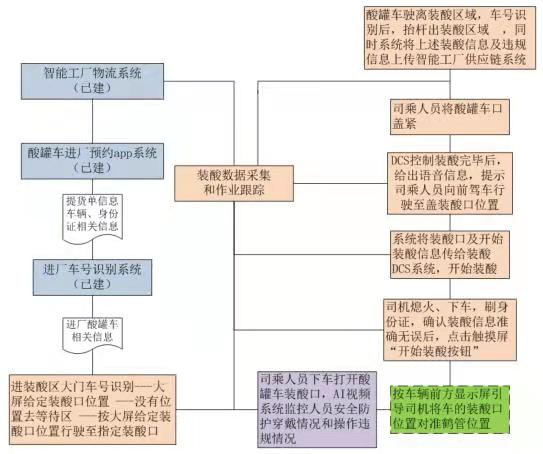 智能工厂物流系统
（已建）
酸罐车进厂预约app系统
（已建）
提货单信息
车辆、身份
证相关信息
进厂车号识别系统
（已建）
进厂酸罐车
相关信息
进装酸区大门车号识别---大
屏给定装酸口位置 ---没有位
置去等待区 ---按大屏给定装
酸口位置行驶至指定装酸口
装酸数据采集
和作业跟踪
司乘人员下车打开酸
罐车装酸口，AI视频
系统监控人员安全防
护穿戴情况和操作违
规情况
酸罐车驶离装酸区域，车号识
别后，抬杆出装酸区域 ，同
时系统将上述装酸信息及违规
信息上传智能工厂供应链系统
司乘人员将酸罐车口
盖紧
DCS控制装酸完毕后，
给出语音信息，提示
司乘人员向前驾车行
驶至盖装酸口位置
系统将装酸口及开始
装酸信息传给装酸
DCS系统，开始装酸
司机熄火、下车，刷身
份证，确认装酸信息准
确无误后，点击触摸屏
“开始装酸按钮”
按车辆前方显示屏引
导司机将车的装酸口
位置对准鹤管位置